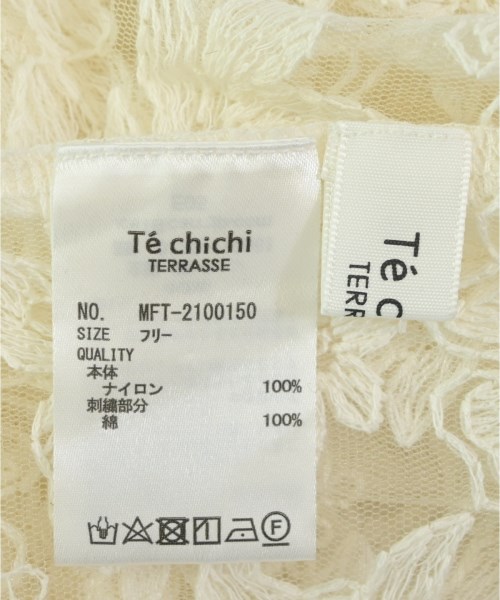 Té chichi
TERRASSE
NO. MFT-2100150
SIZE フリー
QUALITY
本体
ナイロン 100%
刺繍部分
綿 100%
F
Té
TERR